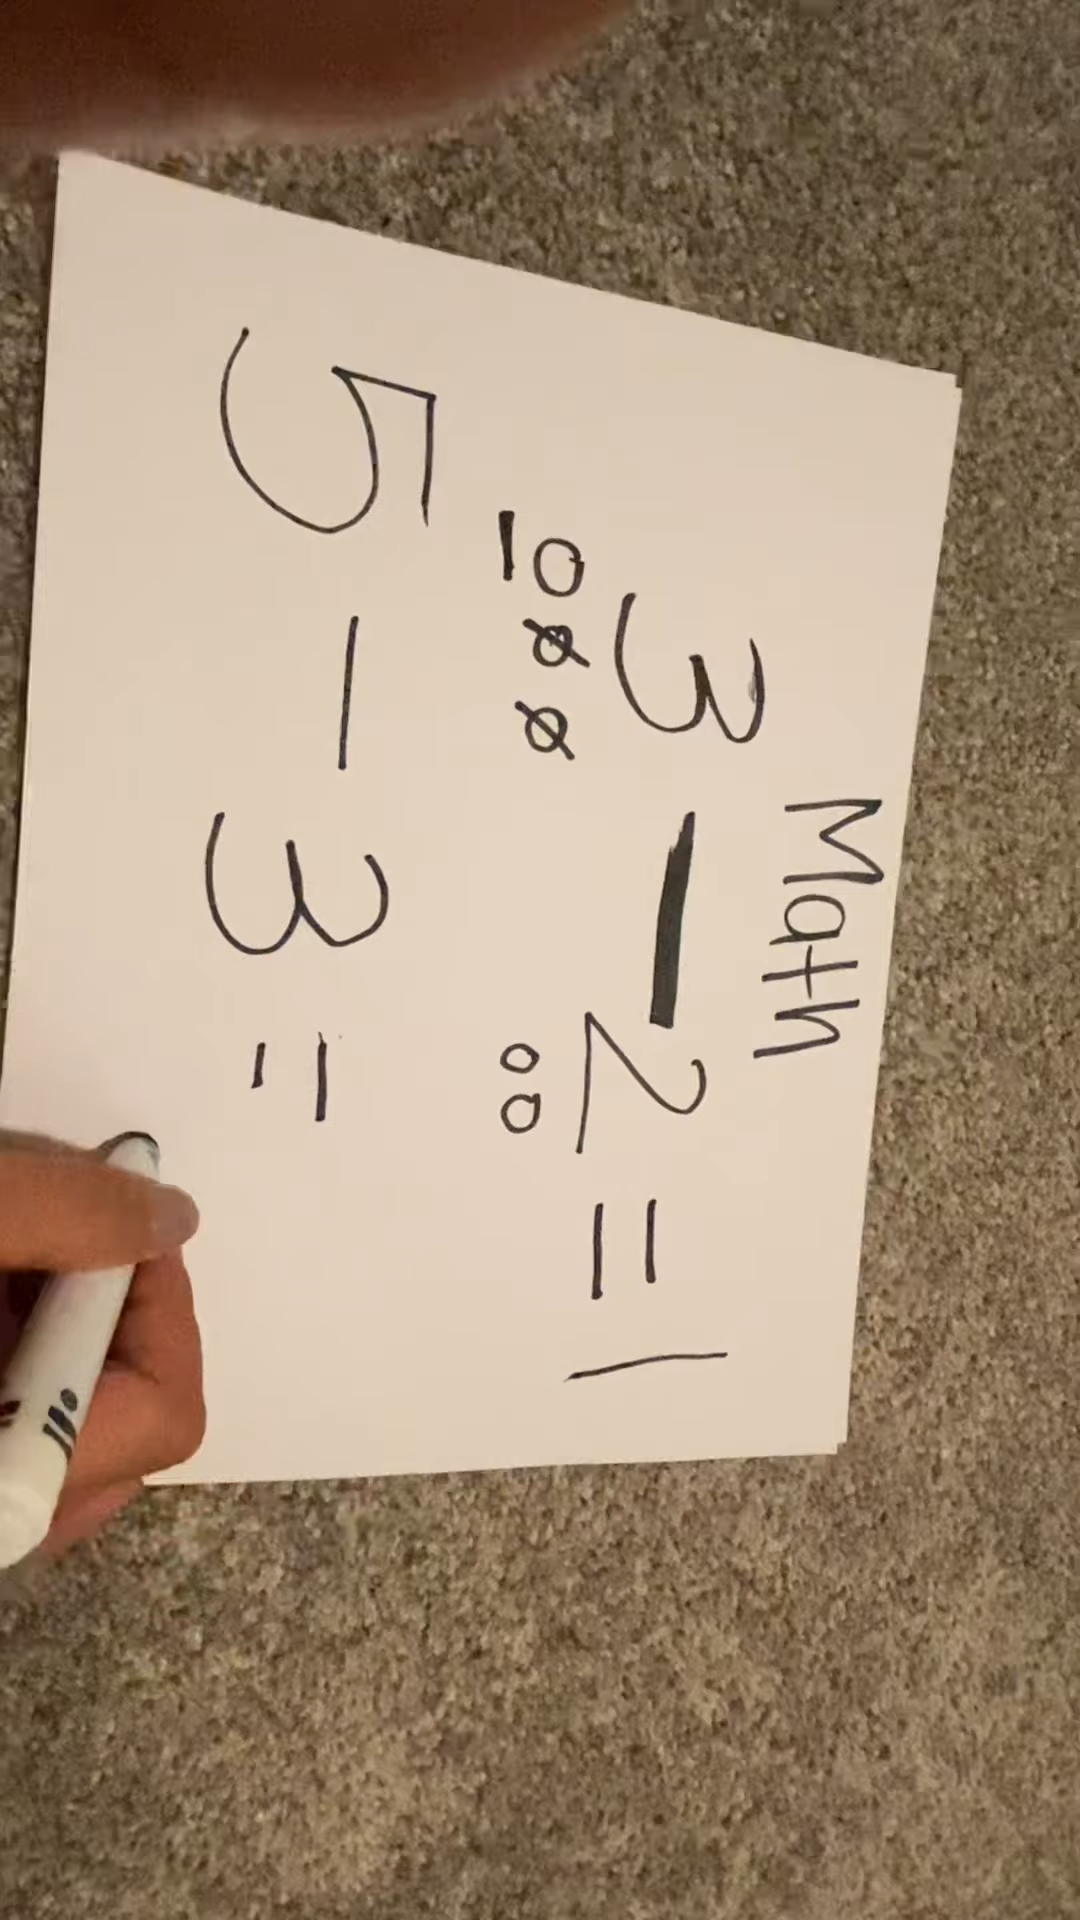 Math
3 - 2 = 1
5 - 3 =